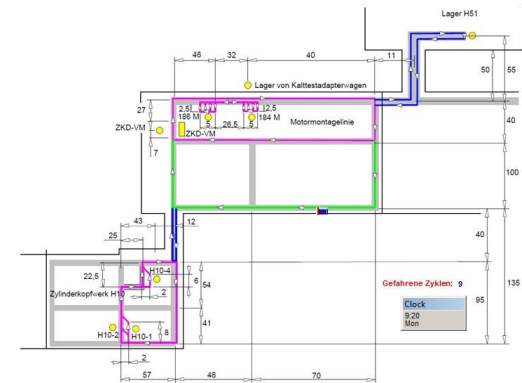 Lager H51
46
32
40
11
50
55
Lager von Kalttestadapterwagen
27
2,5
2,5
40
186 M
5
26,5
5
184 M
Motormontagelinie
ZKD-VM
ZKD-VM
7
100
43
12
25
40
H10-4
22,5
6
54
Gefahrene Zyklen: 9
135
Zylinderkopfwerk H10
2
Clock
9:20
Mon
95
H10-2
H10-1
8
41
2
57
48
70